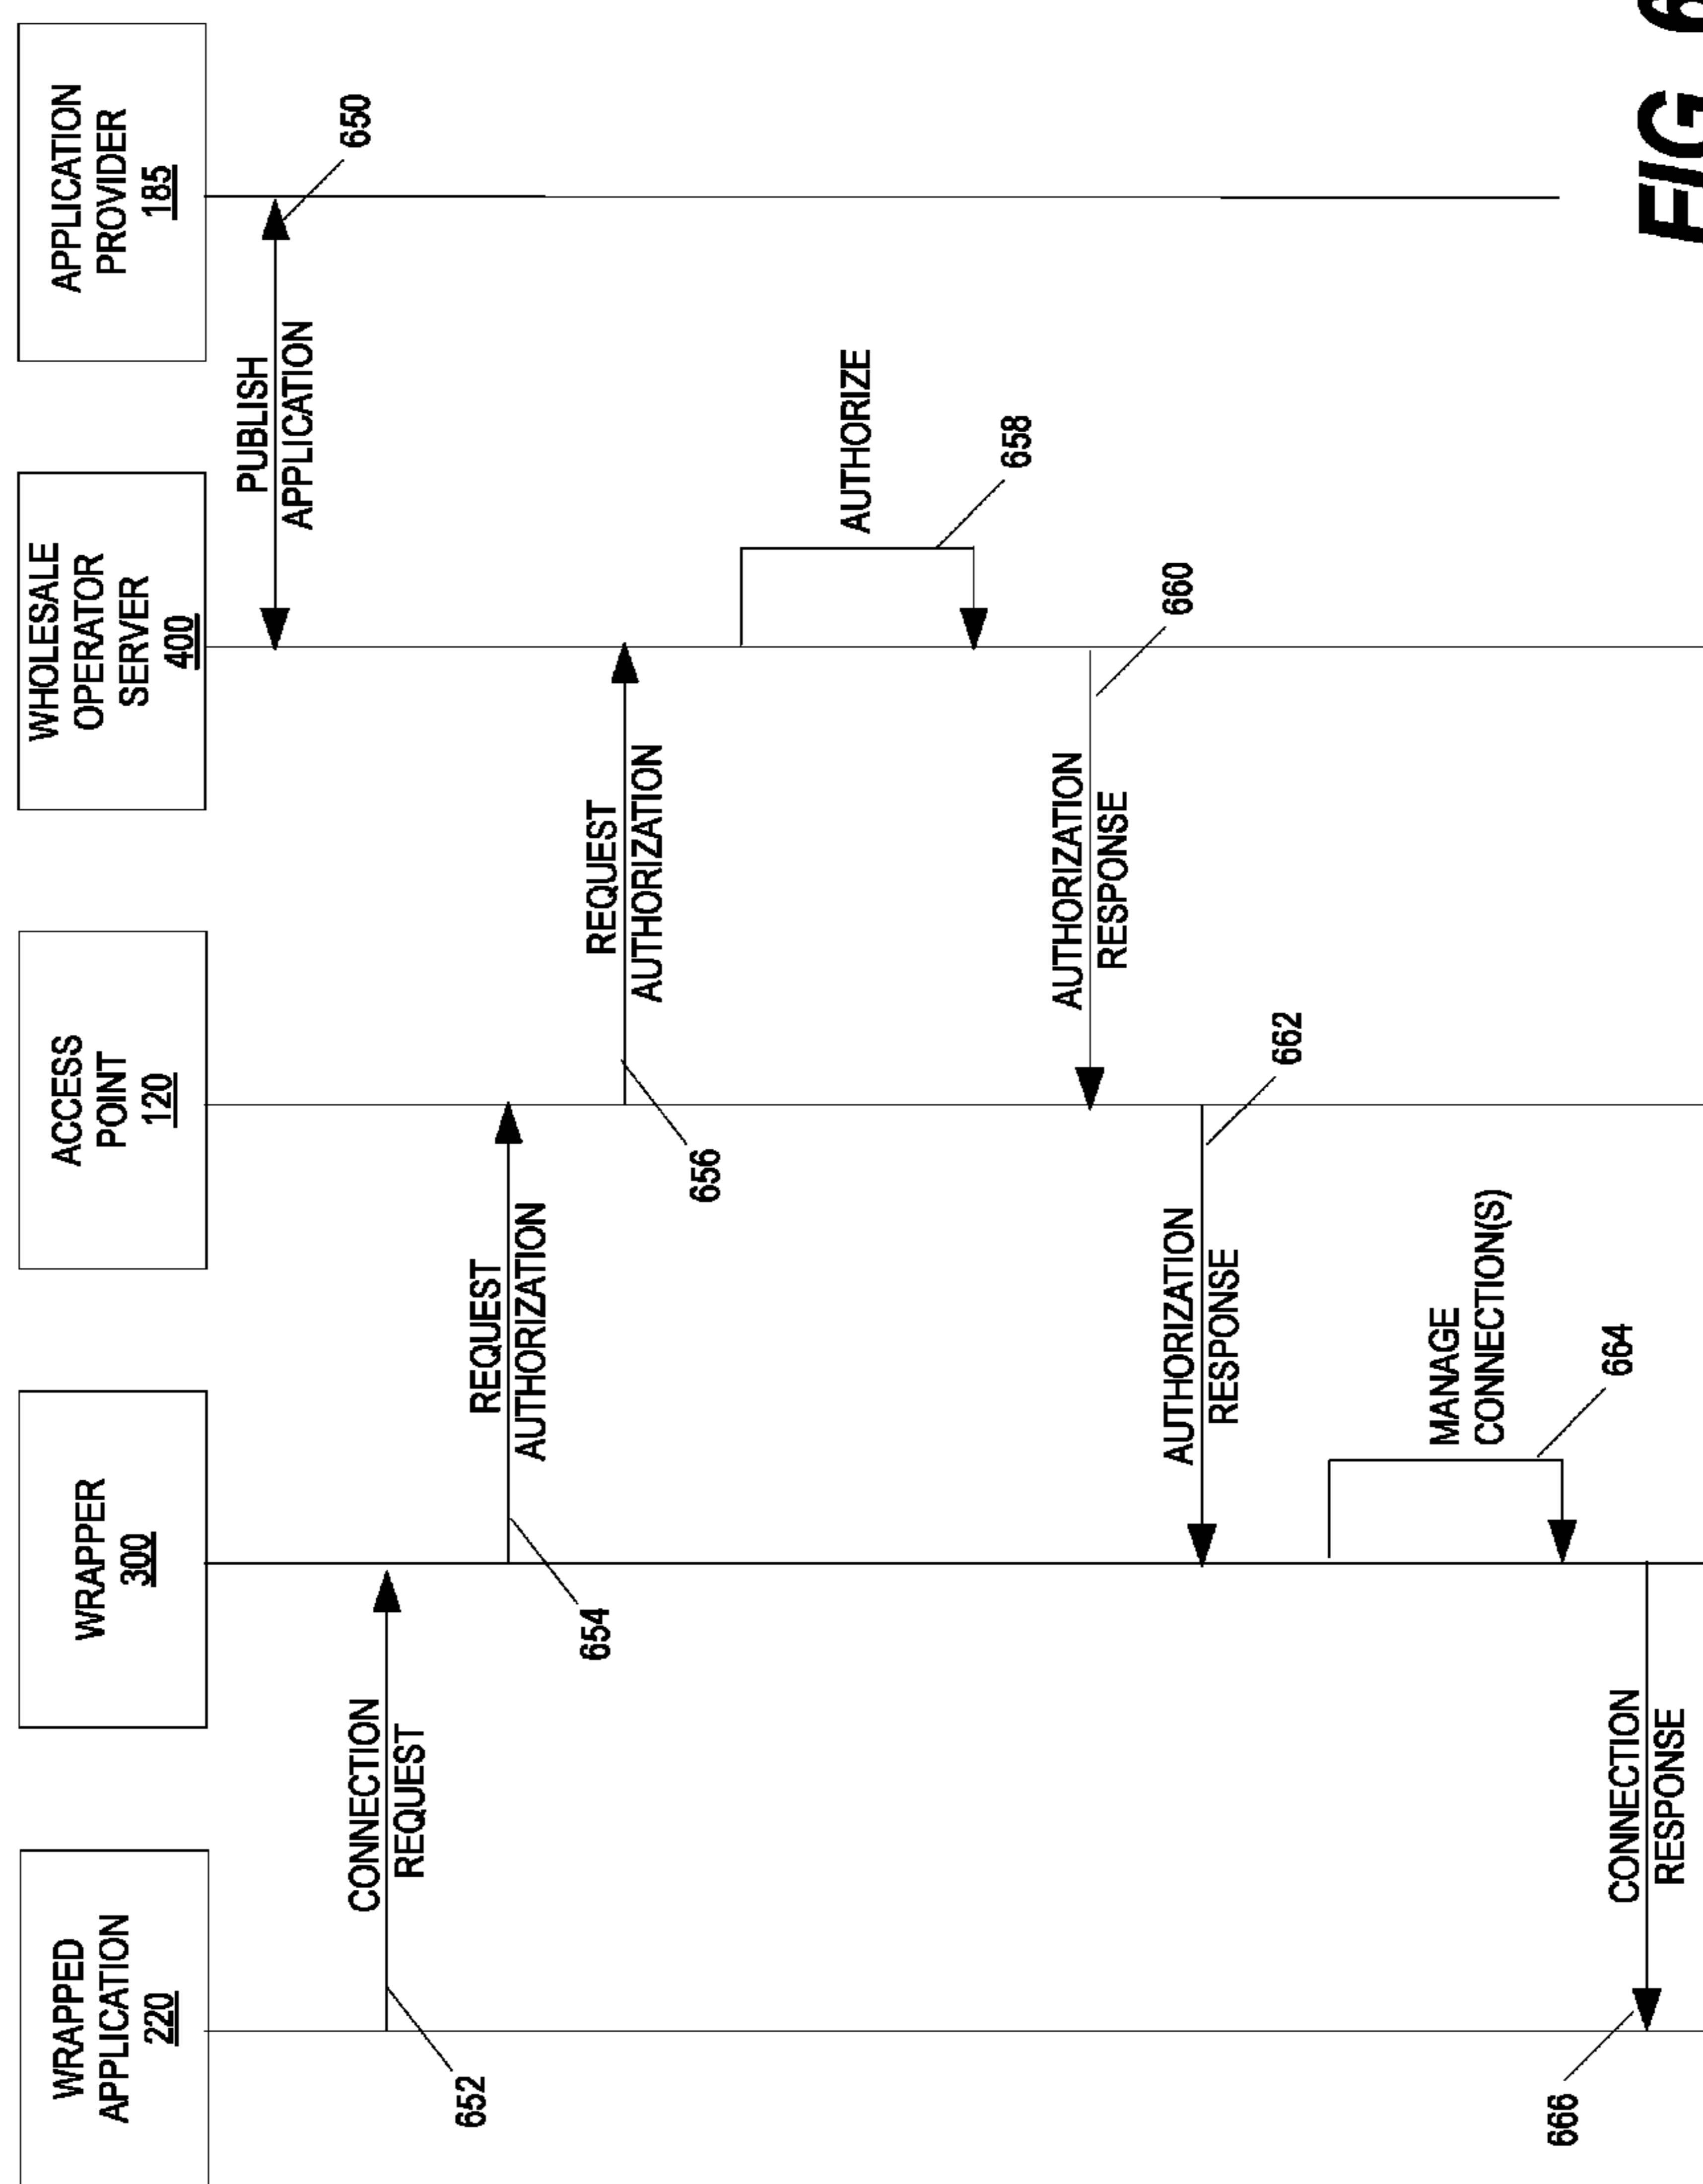 WRAPPED
APPLICATION
220
WRAPPER
300
ACCESS
POINT
120
WHOLESALE
OPERATOR
SERVER
400
APPLICATION
PROVIDER
185
PUBLISH
APPLICATION
650
CONNECTION
REQUEST
652
REQUEST
AUTHORIZATION
654
REQUEST
AUTHORIZATION
656
AUTHORIZE
658
AUTHORIZATION
RESPONSE
660
AUTHORIZATION
RESPONSE
662
MANAGE
CONNECTION(S)
664
CONNECTION
RESPONSE
666
FIG 6